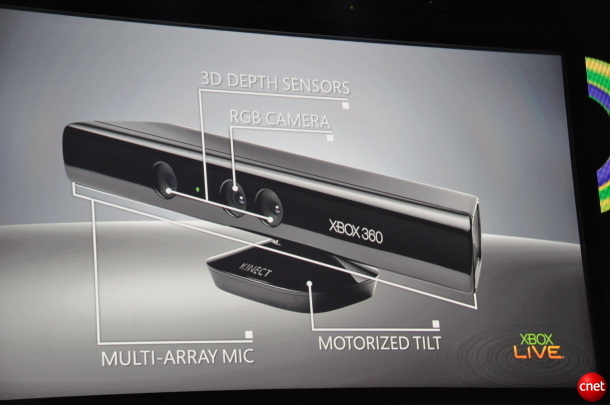 3D DEPTH SENSORS
RGB CAMERA
XBOX 360
KINECT
MULTI-ARRAY MIC
MOTORIZED TILT
XBOX
LIVE
cnet